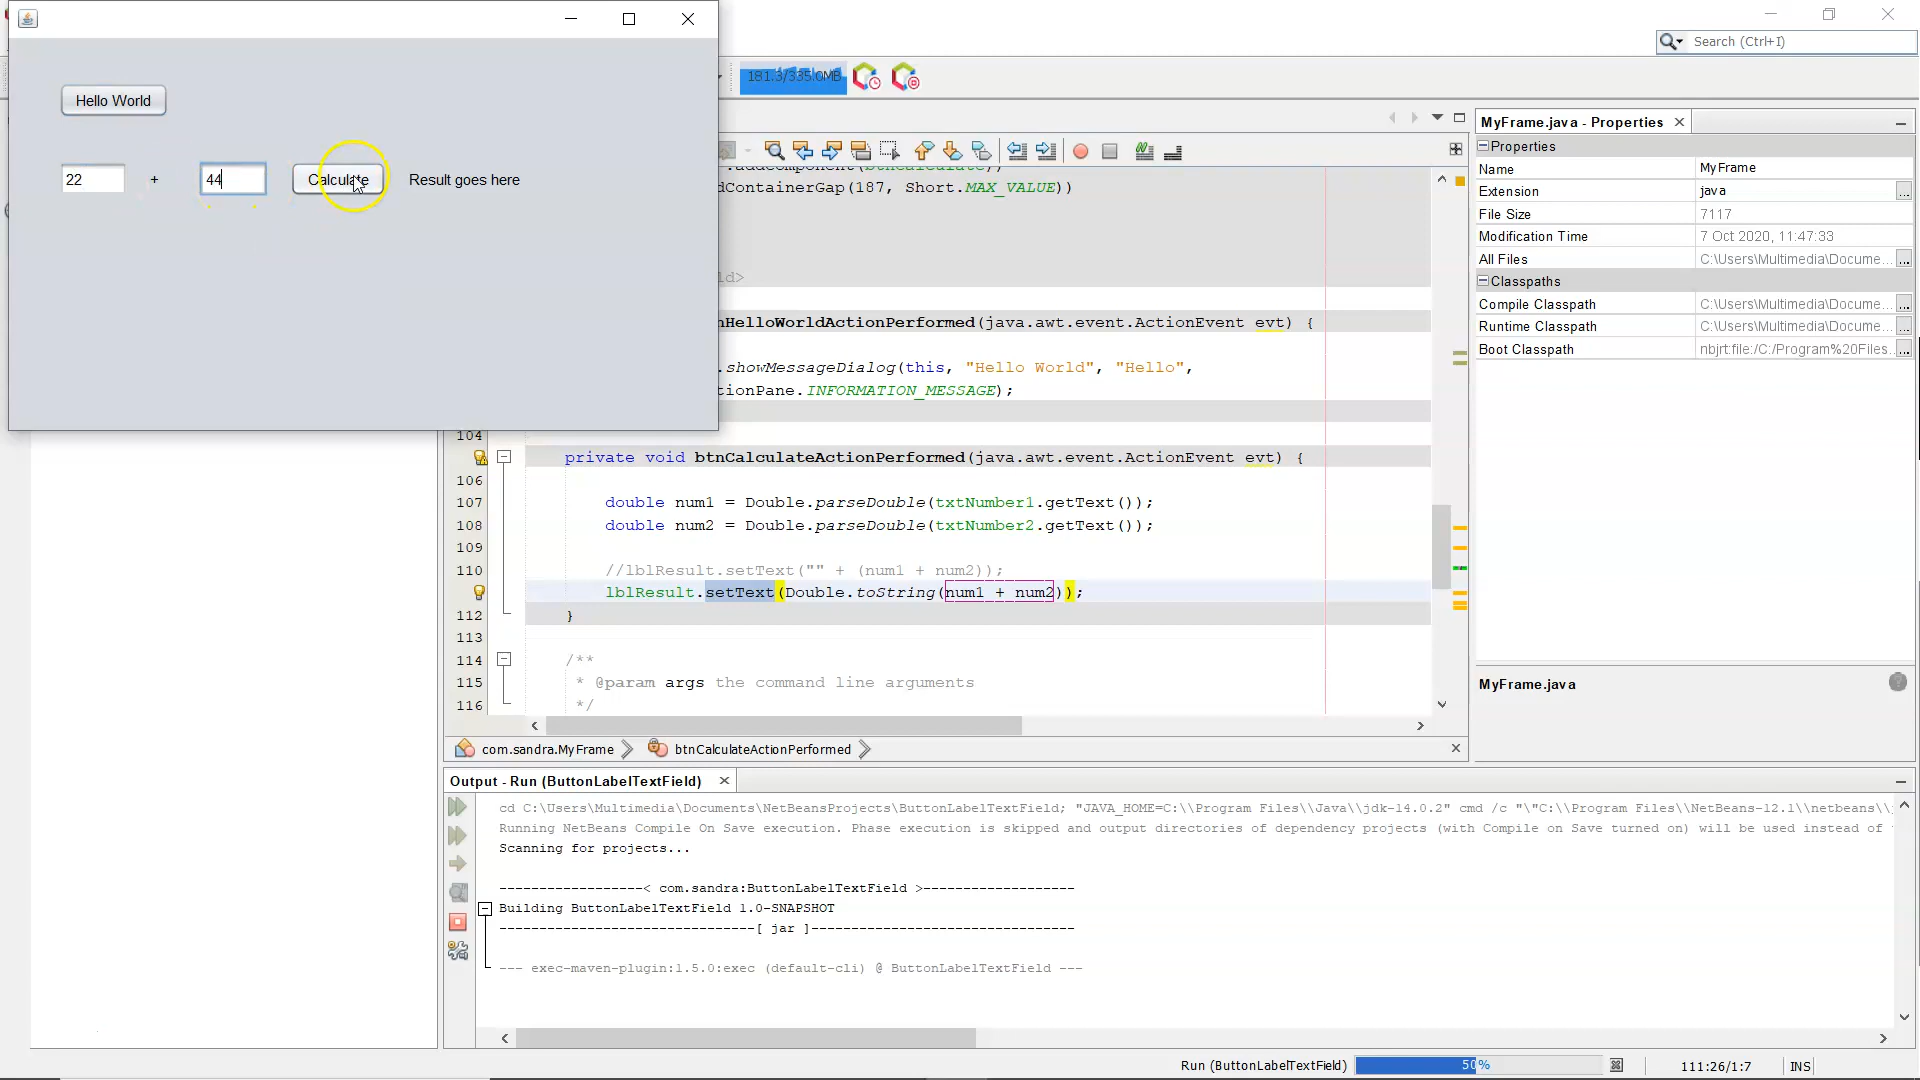 Search (Ctrl+I)
181.3/335.0MB
Hello World
22
+
44
Calculate
Result goes here
dContainerGap(187, Short.MAX_VALUE))
nHelloWorldActionPerformed(java.awt.event.ActionEvent evt) {
.showMessageDialog(this, "Hello World", "Hello",
tionPane.INFORMATION_MESSAGE);
104
private void btnCalculateActionPerformed(java.awt.event.ActionEvent evt) {
106
107 double num1 = Double.parseDouble(txtNumber1.getText());
108 double num2 = Double.parseDouble(txtNumber2.getText());
109
110 //lblResult.setText("" + (num1 + num2));
lblResult.setText(Double.toString(num1 + num2));
112 }
113
114 /**
115 * @param args the command line arguments
116 */
com.sandra.MyFrame
btnCalculateActionPerformed
MyFrame.java - Properties
Properties
Name MyFrame
Extension java
File Size 7117
Modification Time 7 Oct 2020, 11:47:33
All Files C:\Users\Multimedia\Docume...
Classpaths
Compile Classpath C:\Users\Multimedia\Docume...
Runtime Classpath C:\Users\Multimedia\Docume...
Boot Classpath nbjrt:file:/C:/Program%20Files...
MyFrame.java
Output - Run (ButtonLabelTextField)
cd C:\Users\Multimedia\Documents\NetBeansProjects\ButtonLabelTextField; "JAVA_HOME=C:\\Program Files\\Java\\jdk-14.0.2" cmd /c "\"C:\\Program Files\\NetBeans-12.1\\netbeans\\
Running NetBeans Compile On Save execution. Phase execution is skipped and output directories of dependency projects (with Compile on Save turned on) will be used instead of
Scanning for projects...
------------------< com.sandra:ButtonLabelTextField >-------------------
Building ButtonLabelTextField 1.0-SNAPSHOT
--------------------------------[ jar ]---------------------------------
--- exec-maven-plugin:1.5.0:exec (default-cli) @ ButtonLabelTextField ---
Run (ButtonLabelTextField)
50%
111:26/1:7
INS